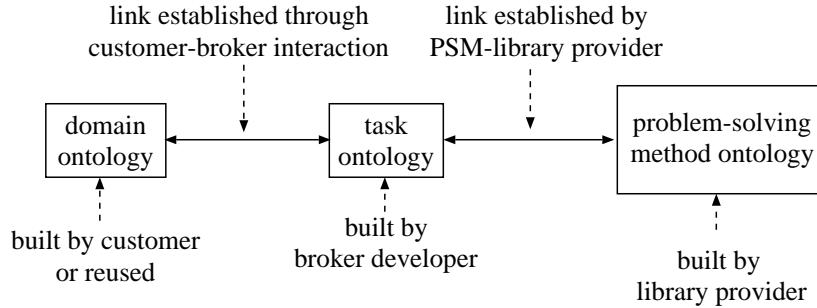 link established through
customer-broker interaction
link established by
PSM-library provider
domain
ontology
task
ontology
problem-solving
method ontology
built by customer
or reused
built by
broker developer
built by
library provider